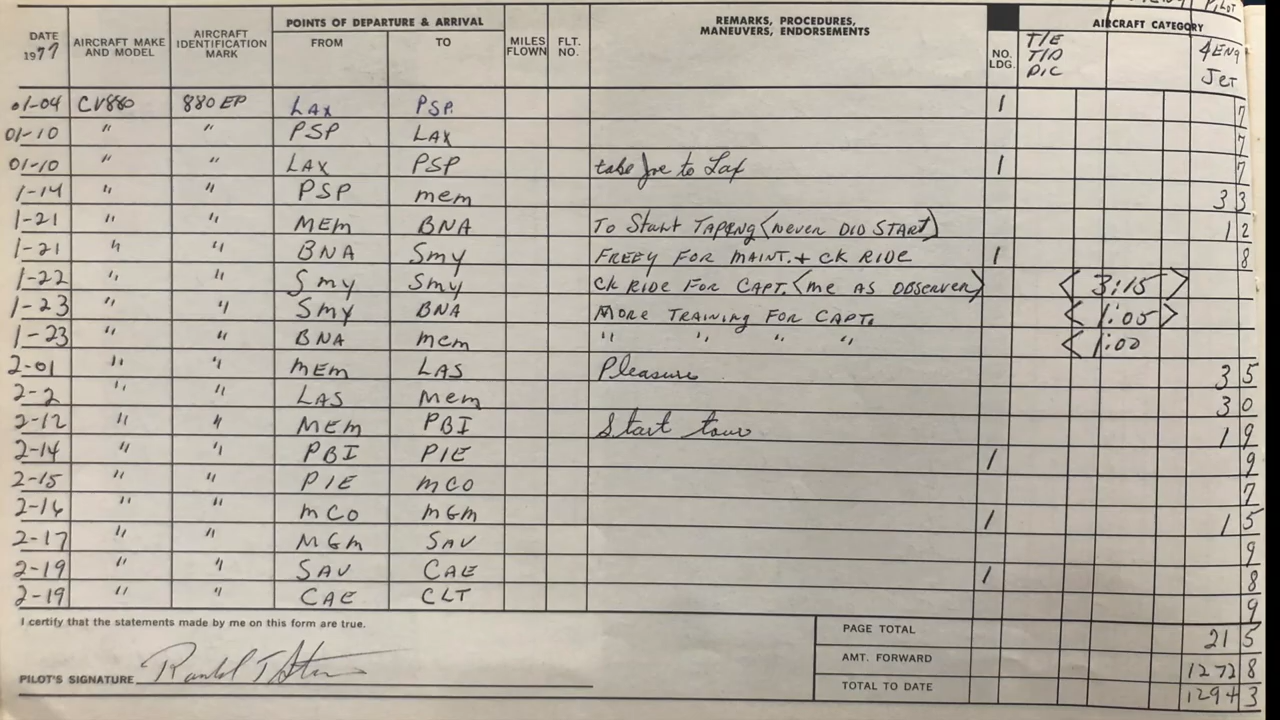 PILOT
DATE 1977 AIRCRAFT MAKE AND MODEL AIRCRAFT IDENTIFICATION MARK POINTS OF DEPARTURE & ARRIVAL FROM TO MILES FLOWN FLT. NO. REMARKS, PROCEDURES, MANEUVERS, ENDORSEMENTS NO. LDG. AIRCRAFT CATEGORY T/E T/O P/C 4 ENG Jet
01-04 CV880 880 EP LAX PSP. 1 7
01-10 " " PSP LAX 7
01-10 " " LAX PSP take Joe to Lax 1 7
1-14 " " PSP mem 3 3
1-21 " " MEM BNA To Start TAPING (NEVER DID START) 1 2
1-21 " " BNA Smy FREEY FOR MAINT. + CK RIDE 1 8
1-22 " " Smy Smy CK RIDE FOR CAPT. (me AS OBSERVER) < 3:15 >
1-23 " " Smy BNA MORE TRAINING FOR CAPT. < 1:05 >
1-23 " " BNA mem " " " " < 1:00
2-01 " " MEM LAS Pleasure 3 5
2-2 " " LAS Mem 3 0
2-12 " " MEM PBI Start tour 1 9
2-14 " " PBI PIE 1 9
2-15 " " PIE MCO 7
2-16 " " MCO MGM 1 1 5
2-17 " " MGM SAV 9
2-19 " " SAV CAE 1 8
2-19 " " CAE CLT 9
I certify that the statements made by me on this form are true.
PAGE TOTAL 21 5
AMT. FORWARD 1272 8
PILOT'S SIGNATURE
TOTAL TO DATE 1294 3